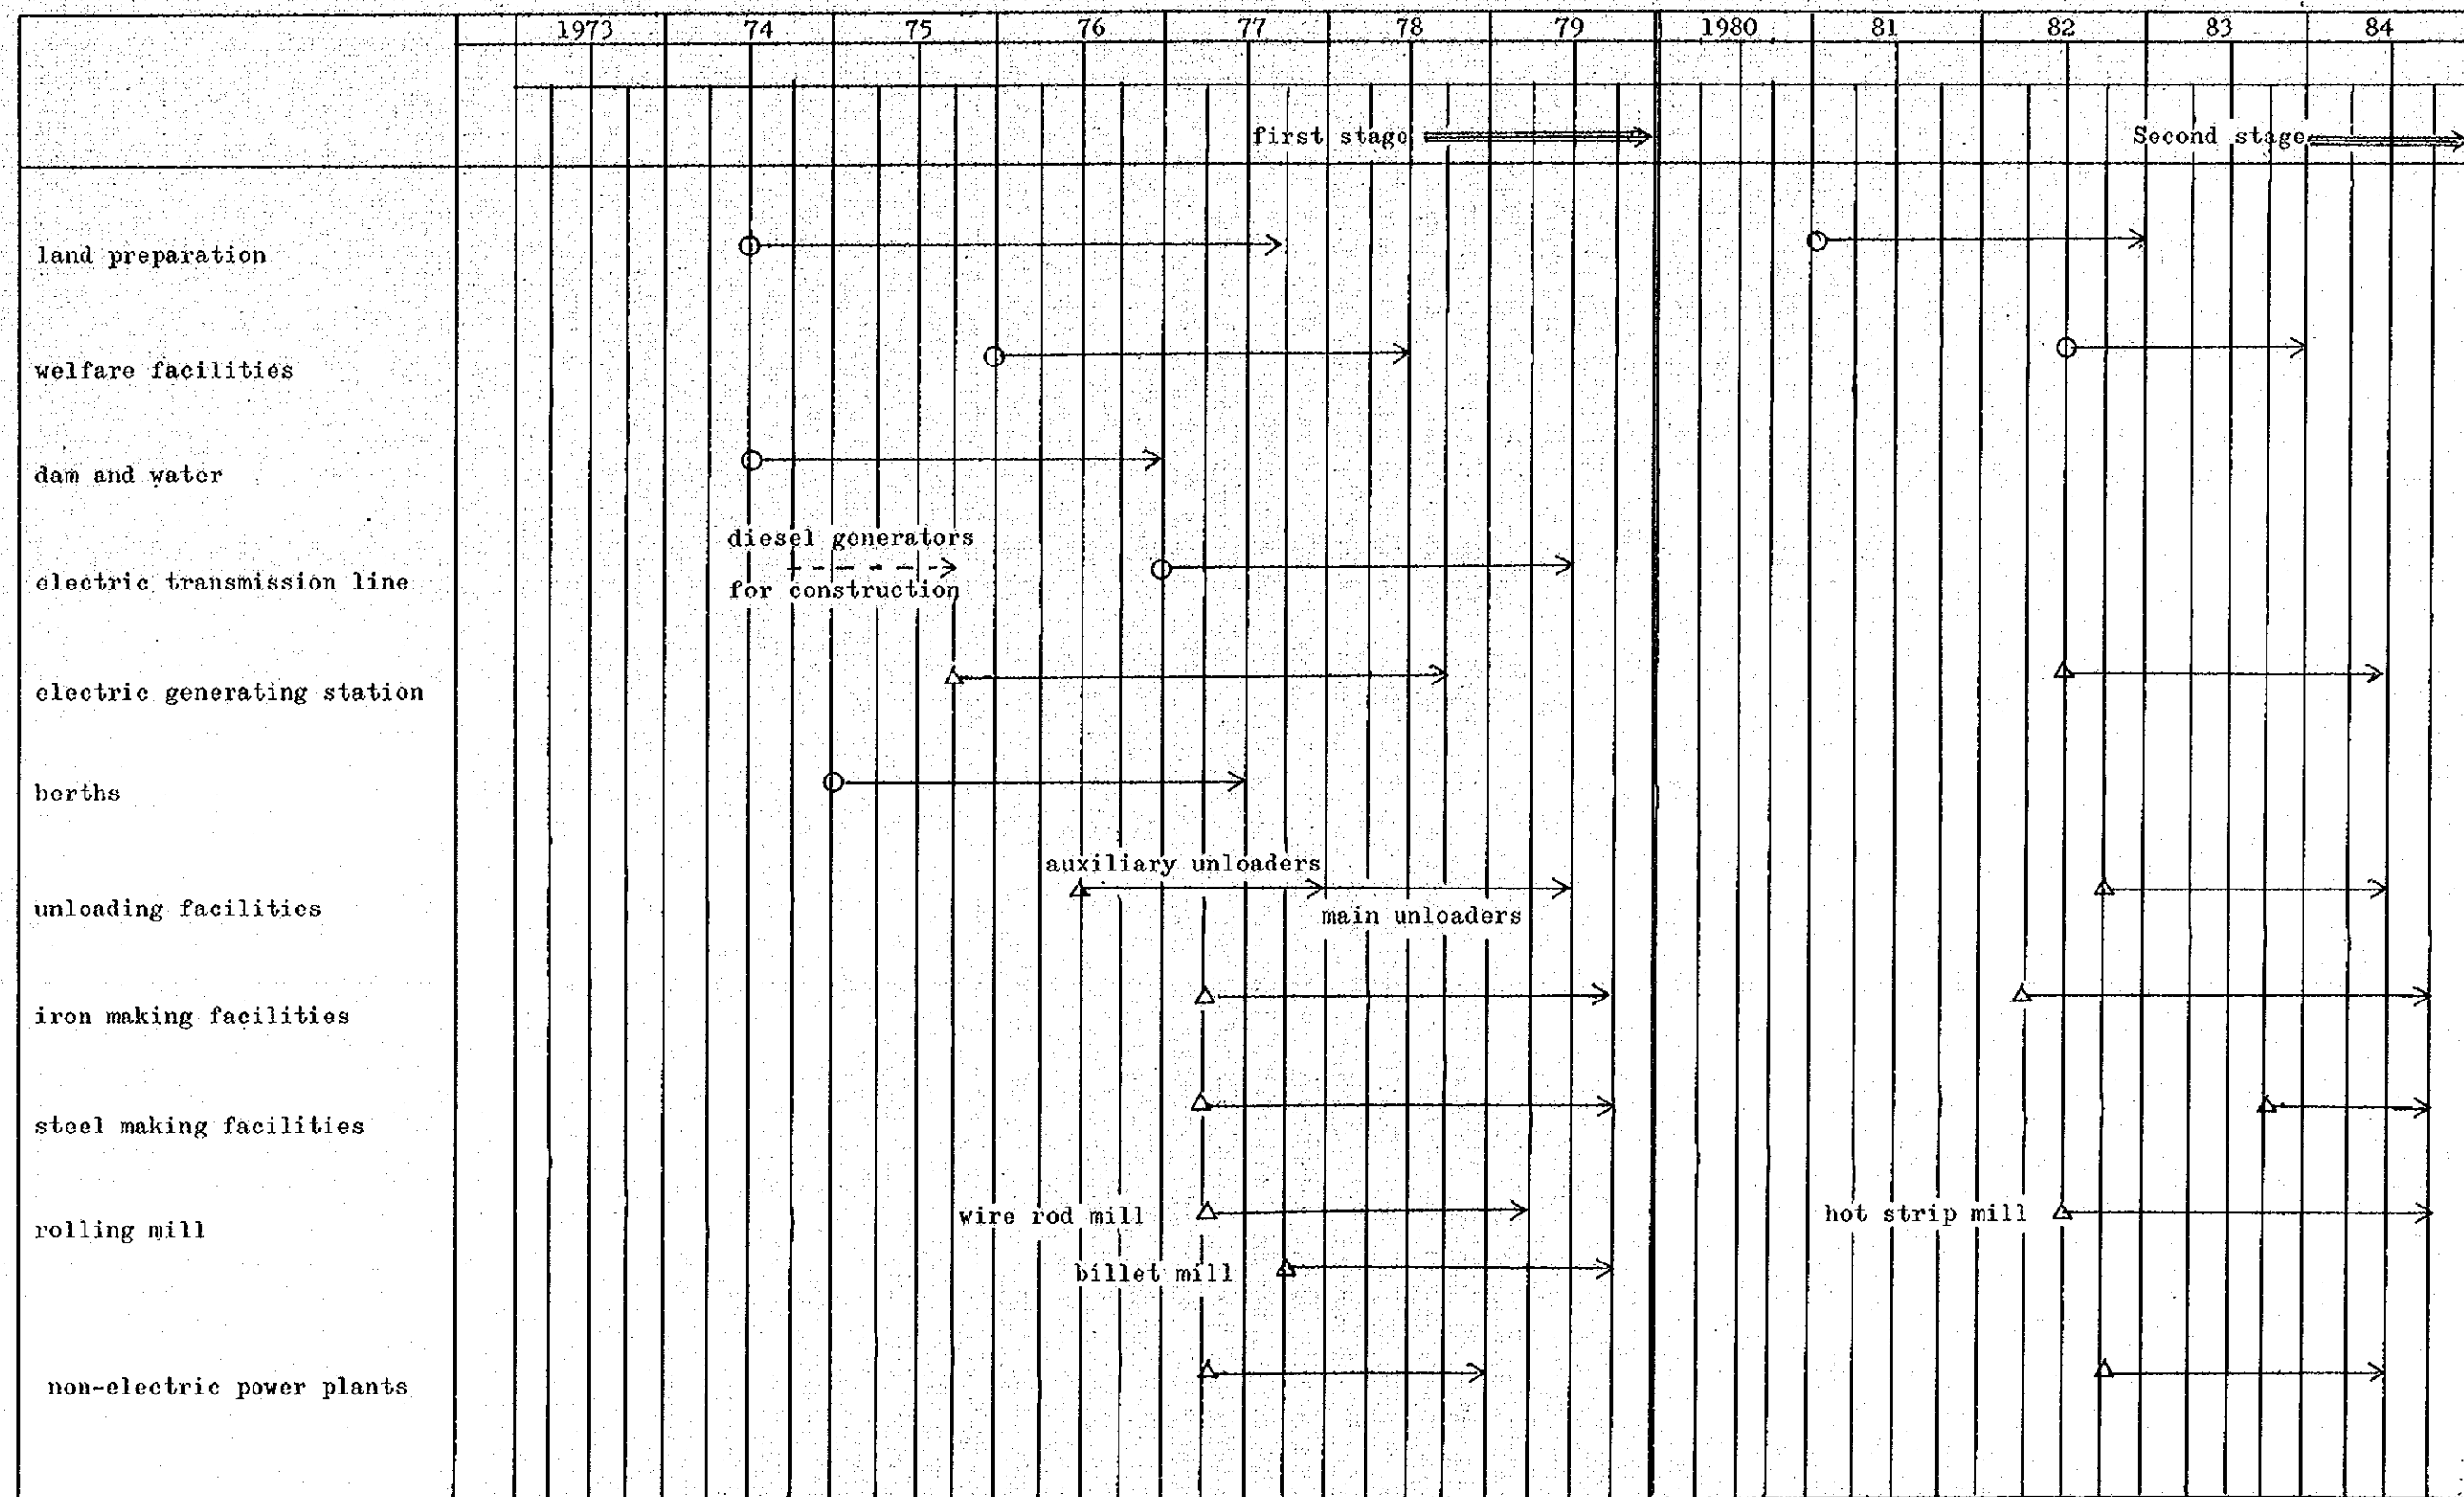 1973 74 75 76 77 78 79 1980 81 82 83 84
first stage Second stage
land preparation
welfare facilities
dam and water
diesel generators
electric transmission line
for construction
electric generating station
berths
auxiliary unloaders
unloading facilities
main unloaders
iron making facilities
steel making facilities
wire rod mill hot strip mill
rolling mill
billet mill
non-electric power plants